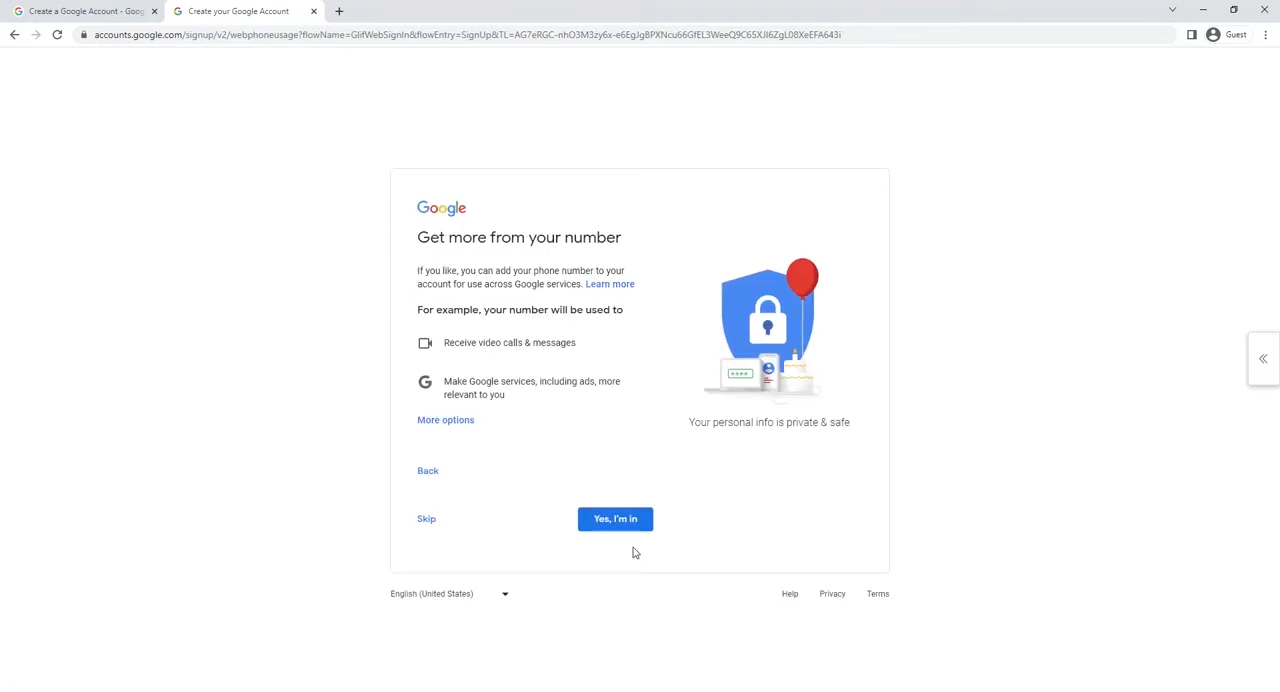 Create a Google Account - Goog
Create your Google Account
accounts.google.com/signup/v2/webphoneusage?flowName=GlifWebSignIn&flowEntry=SignUp&TL=AG7eRGC-nhO3M3zy6x-e6EgJgBPXNcu66GfEL3WeeQ9C65XJI6ZgL08XeEFA643i
Guest
Google
Get more from your number
If you like, you can add your phone number to your
account for use across Google services. Learn more
For example, your number will be used to
Receive video calls & messages
Make Google services, including ads, more
relevant to you
More options
Your personal info is private & safe
Back
Skip
Yes, I'm in
English (United States)
Help
Privacy
Terms